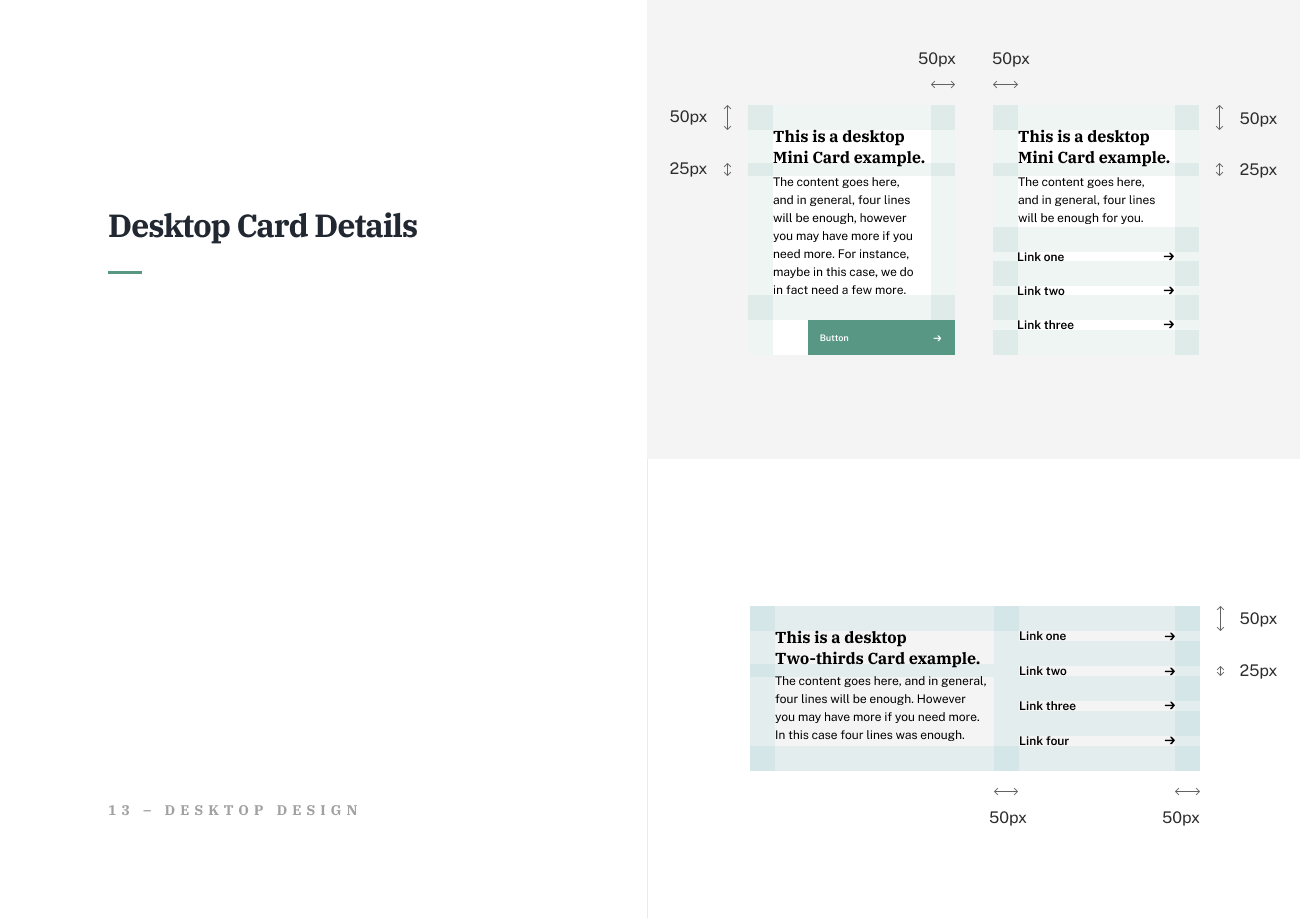 Desktop Card Details
13 – DESKTOP DESIGN
50px
50px
50px
25px
This is a desktop
Mini Card example.
The content goes here,
and in general, four lines
will be enough, however
you may have more if you
need more. For instance,
maybe in this case, we do
in fact need a few more.
Button
This is a desktop
Mini Card example.
The content goes here,
and in general, four lines
will be enough for you.
Link one
Link two
Link three
50px
25px
This is a desktop
Two-thirds Card example.
The content goes here, and in general,
four lines will be enough. However
you may have more if you need more.
In this case four lines was enough.
Link one
Link two
Link three
Link four
50px
25px
50px
50px